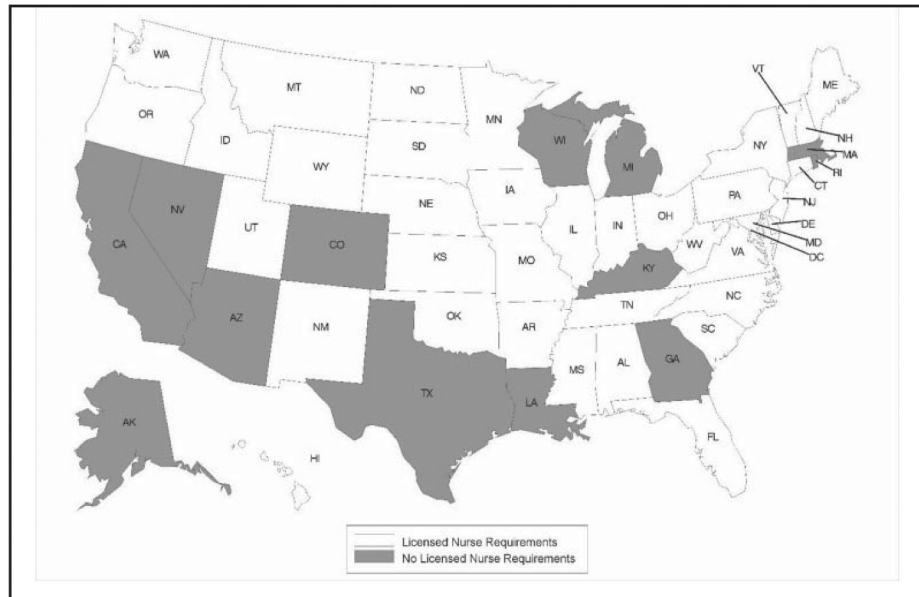 WA
MT
ND
MN
VT
ME
OR
ID
SD
WI
MI
NY
NH
MA
RI
CT
WY
IA
PA
NJ
NE
NV
UT
IL
IN
OH
DE
MD
DC
CA
CO
KS
MO
WV
VA
KY
AZ
NM
OK
AR
TN
NC
SC
MS
AL
GA
TX
LA
FL
AK
HI
Licensed Nurse Requirements
No Licensed Nurse Requirements